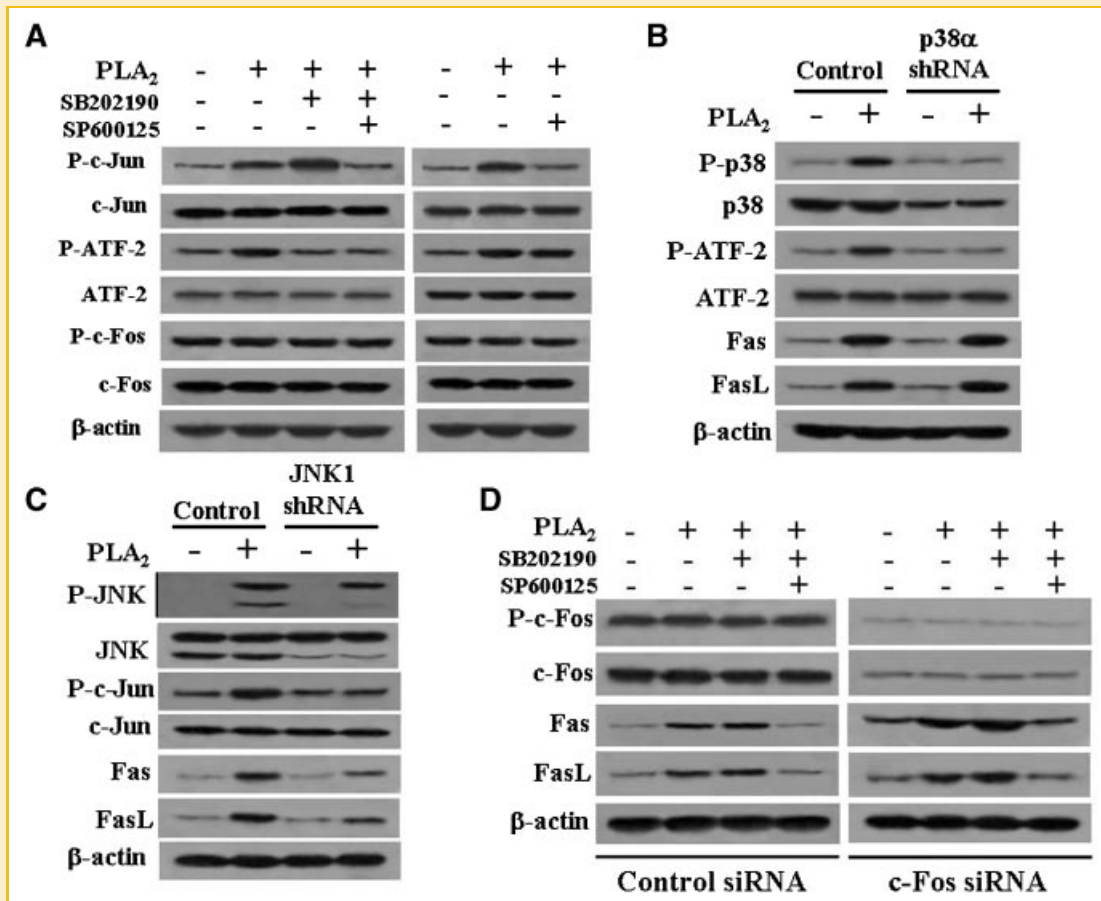 A
PLA₂ - + + + - + +
SB202190 - - + + - - -
SP600125 - - - + - - +
P-c-Jun
c-Jun
P-ATF-2
ATF-2
P-c-Fos
c-Fos
β-actin
B
p38α
Control shRNA
PLA₂ - + - +
P-p38
p38
P-ATF-2
ATF-2
Fas
FasL
β-actin
C
JNK1
Control shRNA
PLA₂ - + - +
P-JNK
JNK
P-c-Jun
c-Jun
Fas
FasL
β-actin
D
PLA₂ - + + + - + + +
SB202190 - - + + - - + +
SP600125 - - - + - - - +
P-c-Fos
c-Fos
Fas
FasL
β-actin
Control siRNA c-Fos siRNA